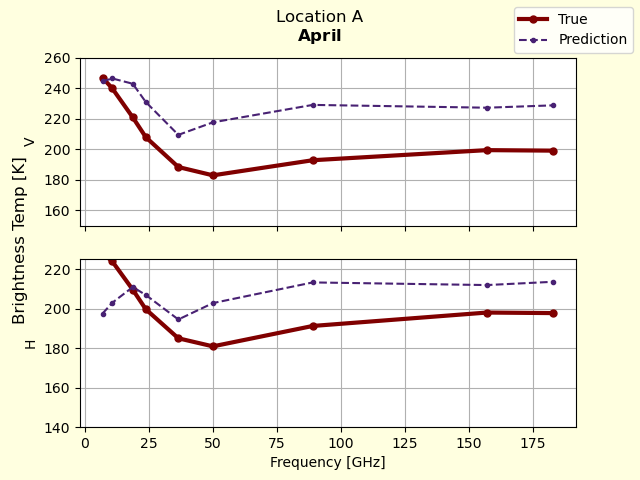 Location A
April
True
Prediction
Brightness Temp [K]
V
260
240
220
200
180
160
H
220
200
180
160
140
0
25
50
75
100
125
150
175
Frequency [GHz]